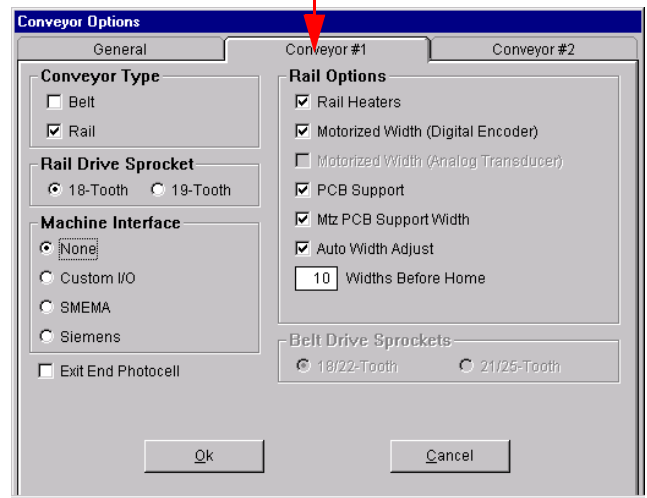 Conveyor Options
General
Conveyor #1
Conveyor #2
Conveyor Type
Belt
Rail
Rail Drive Sprocket
18-Tooth
19-Tooth
Machine Interface
None
Custom I/O
SMEMA
Siemens
Exit End Photocell
Rail Options
Rail Heaters
Motorized Width (Digital Encoder)
Motorized Width (Analog Transducer)
PCB Support
Mtz PCB Support Width
Auto Width Adjust
10 Widths Before Home
Belt Drive Sprockets
18/22-Tooth
21/25-Tooth
Ok
Cancel